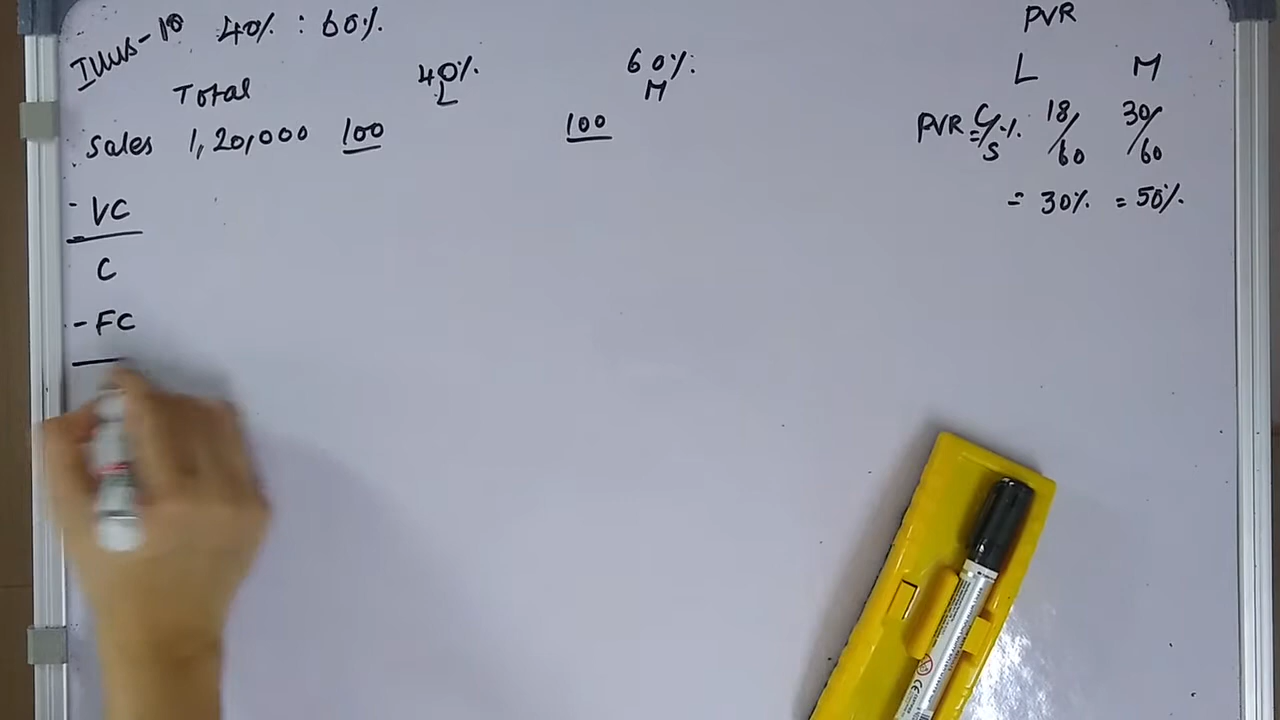 Illus-10 40% : 60%
PVR
Total
40%
L
60%
M
L M
Sales 1,20,000 100 100
PVR = C/S % 18/60 30/60
= 30% = 50%
- VC
C
- FC